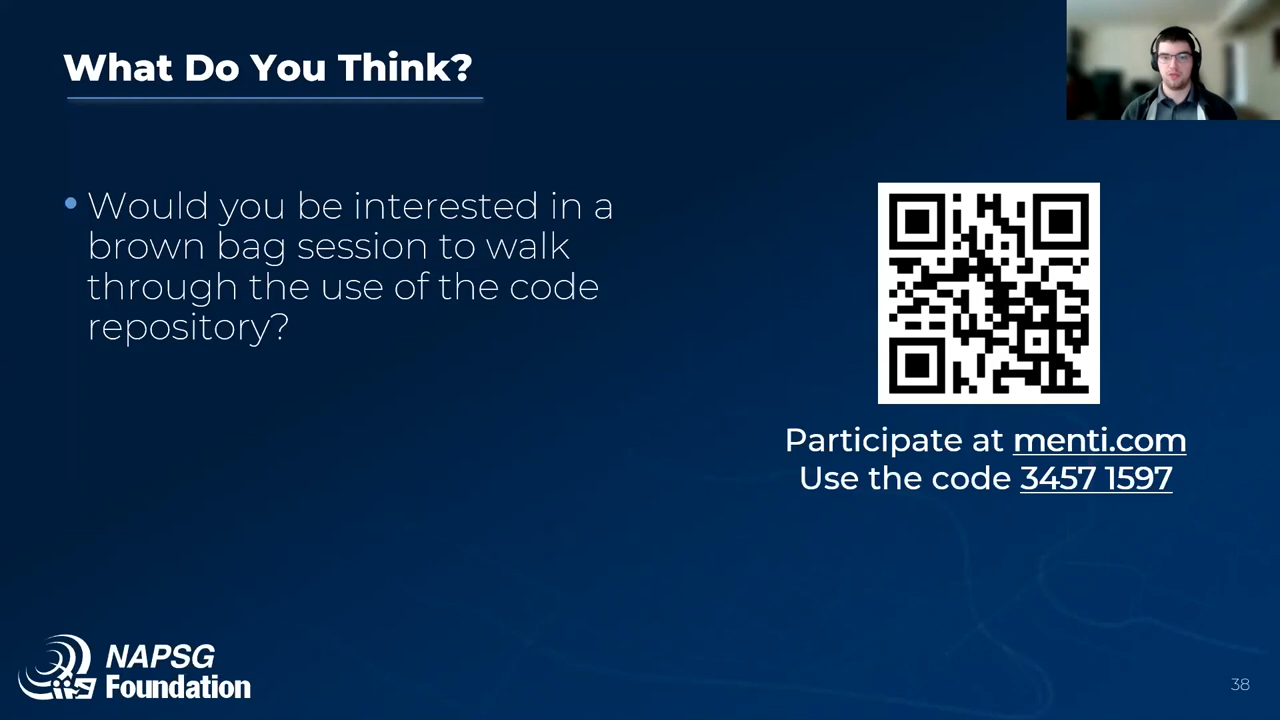 What Do You Think?
• Would you be interested in a
brown bag session to walk
through the use of the code
repository?
Participate at menti.com
Use the code 3457 1597
NAPSG
Foundation
38